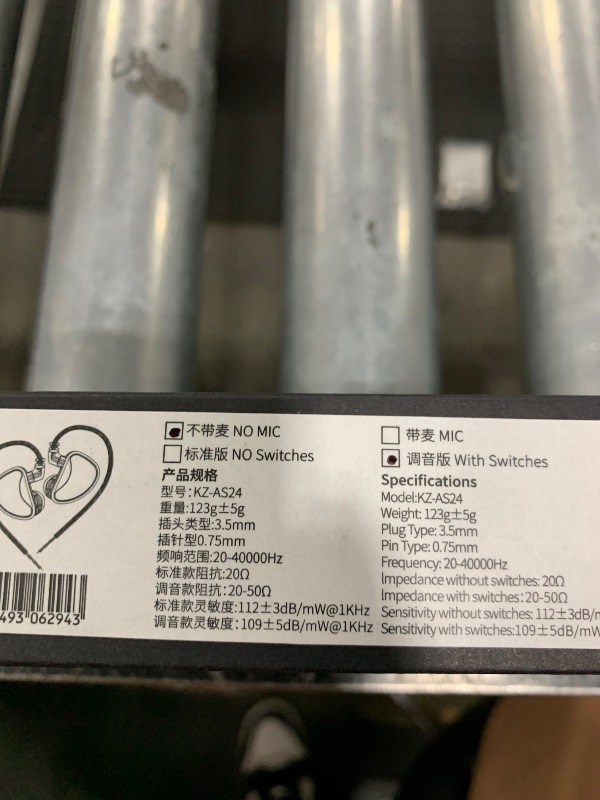 不带麦 NO MIC
带麦 MIC
标准版 NO Switches
调音版 With Switches
产品规格
型号:KZ-AS24
重量:123g±5g
插头类型:3.5mm
插针型0.75mm
频响范围:20-40000Hz
标准款阻抗:20Ω
调音款阻抗:20-50Ω
标准款灵敏度:112±3dB/mW@1KHz
调音款灵敏度:109±5dB/mW@1KHz
Specifications
Model:KZ-AS24
Weight: 123g±5g
Plug Type: 3.5mm
Pin Type: 0.75mm
Frequency: 20-40000Hz
Impedance without switches: 20Ω
Impedance with switches: 20-50Ω
Sensitivity without switches: 112±3dB/m
Sensitivity with switches:109±5dB/mW
493 062943